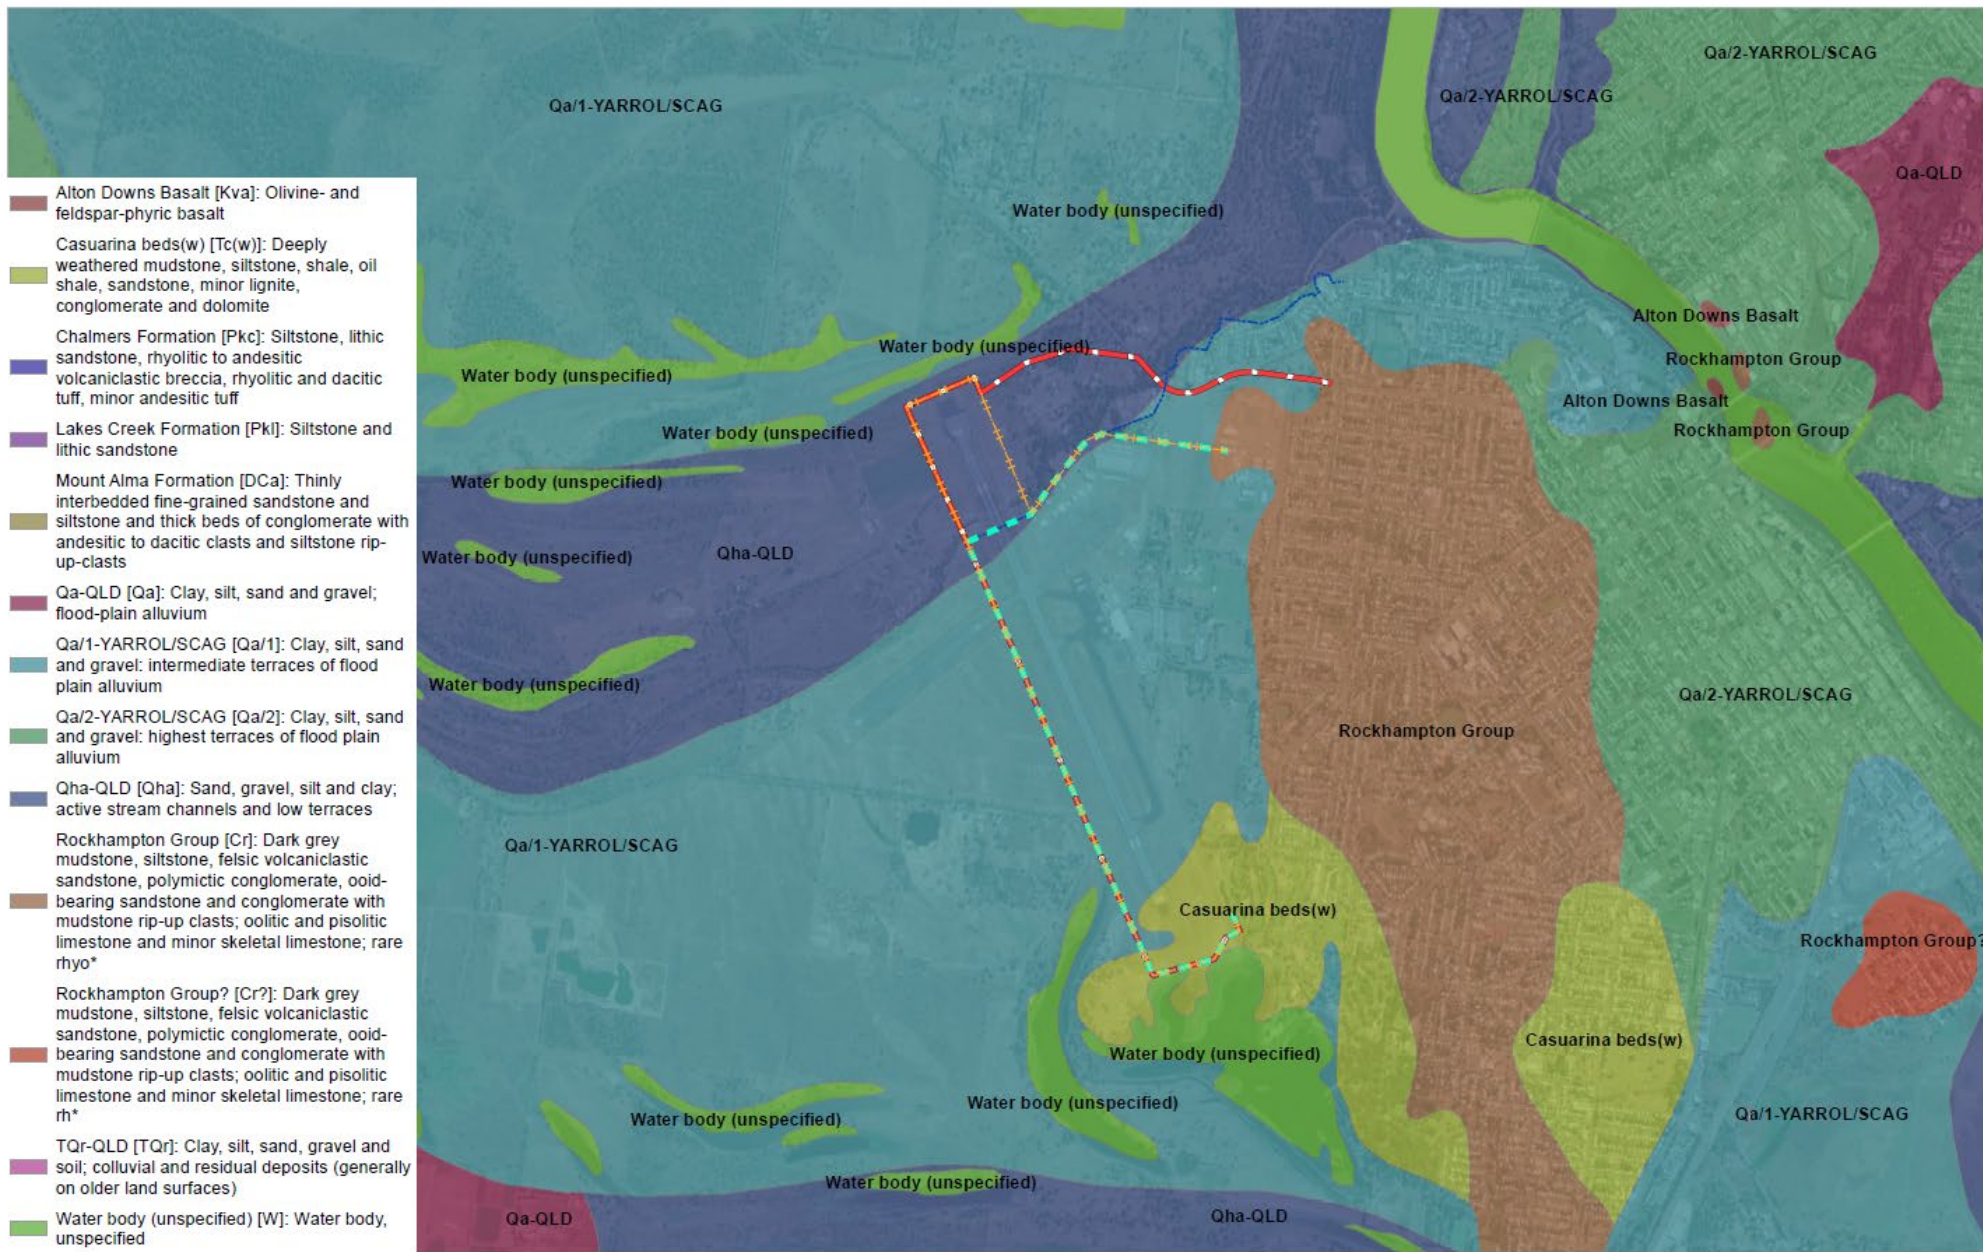 Alton Downs Basalt [Kva]: Olivine- and
feldspar-phyric basalt
Casuarina beds(w) [Tc(w)]: Deeply
weathered mudstone, siltstone, shale, oil
shale, sandstone, minor lignite,
conglomerate and dolomite
Chalmers Formation [Pkc]: Siltstone, lithic
sandstone, rhyolitic to andesitic
volcaniclastic breccia, rhyolitic and dacitic
tuff, minor andesitic tuff
Lakes Creek Formation [Pkl]: Siltstone and
lithic sandstone
Mount Alma Formation [DCa]: Thinly
interbedded fine-grained sandstone and
siltstone and thick beds of conglomerate with
andesitic to dacitic clasts and siltstone rip-
up-clasts
Qa-QLD [Qa]: Clay, silt, sand and gravel;
flood-plain alluvium
Qa/1-YARROL/SCAG [Qa/1]: Clay, silt, sand
and gravel: intermediate terraces of flood
plain alluvium
Qa/2-YARROL/SCAG [Qa/2]: Clay, silt, sand
and gravel: highest terraces of flood plain
alluvium
Qha-QLD [Qha]: Sand, gravel, silt and clay;
active stream channels and low terraces
Rockhampton Group [Cr]: Dark grey
mudstone, siltstone, felsic volcaniclastic
sandstone, polymictic conglomerate, ooid-
bearing sandstone and conglomerate with
mudstone rip-up clasts; oolitic and pisolitic
limestone and minor skeletal limestone; rare
rhyo*
Rockhampton Group? [Cr?]: Dark grey
mudstone, siltstone, felsic volcaniclastic
sandstone, polymictic conglomerate, ooid-
bearing sandstone and conglomerate with
mudstone rip-up clasts; oolitic and pisolitic
limestone and minor skeletal limestone; rare
rh*
TQr-QLD [TQr]: Clay, silt, sand, gravel and
soil; colluvial and residual deposits (generally
on older land surfaces)
Water body (unspecified) [W]: Water body,
unspecified
Qa/2-YARROL/SCAG
Qa/2-YARROL/SCAG
Qa/1-YARROL/SCAG
Qa-QLD
Water body (unspecified)
Alton Downs Basalt
Water body (unspecified)
Rockhampton Group
Water body (unspecified)
Alton Downs Basalt
Rockhampton Group
Water body (unspecified)
Water body (unspecified)
Qha-QLD
Water body (unspecified)
Water body (unspecified)
Qa/2-YARROL/SCAG
Rockhampton Group
Qa/1-YARROL/SCAG
Casuarina beds(w)
Rockhampton Group?
Casuarina beds(w)
Water body (unspecified)
Water body (unspecified)
Qa/1-YARROL/SCAG
Water body (unspecified)
Water body (unspecified)
Qa-QLD
Qha-QLD